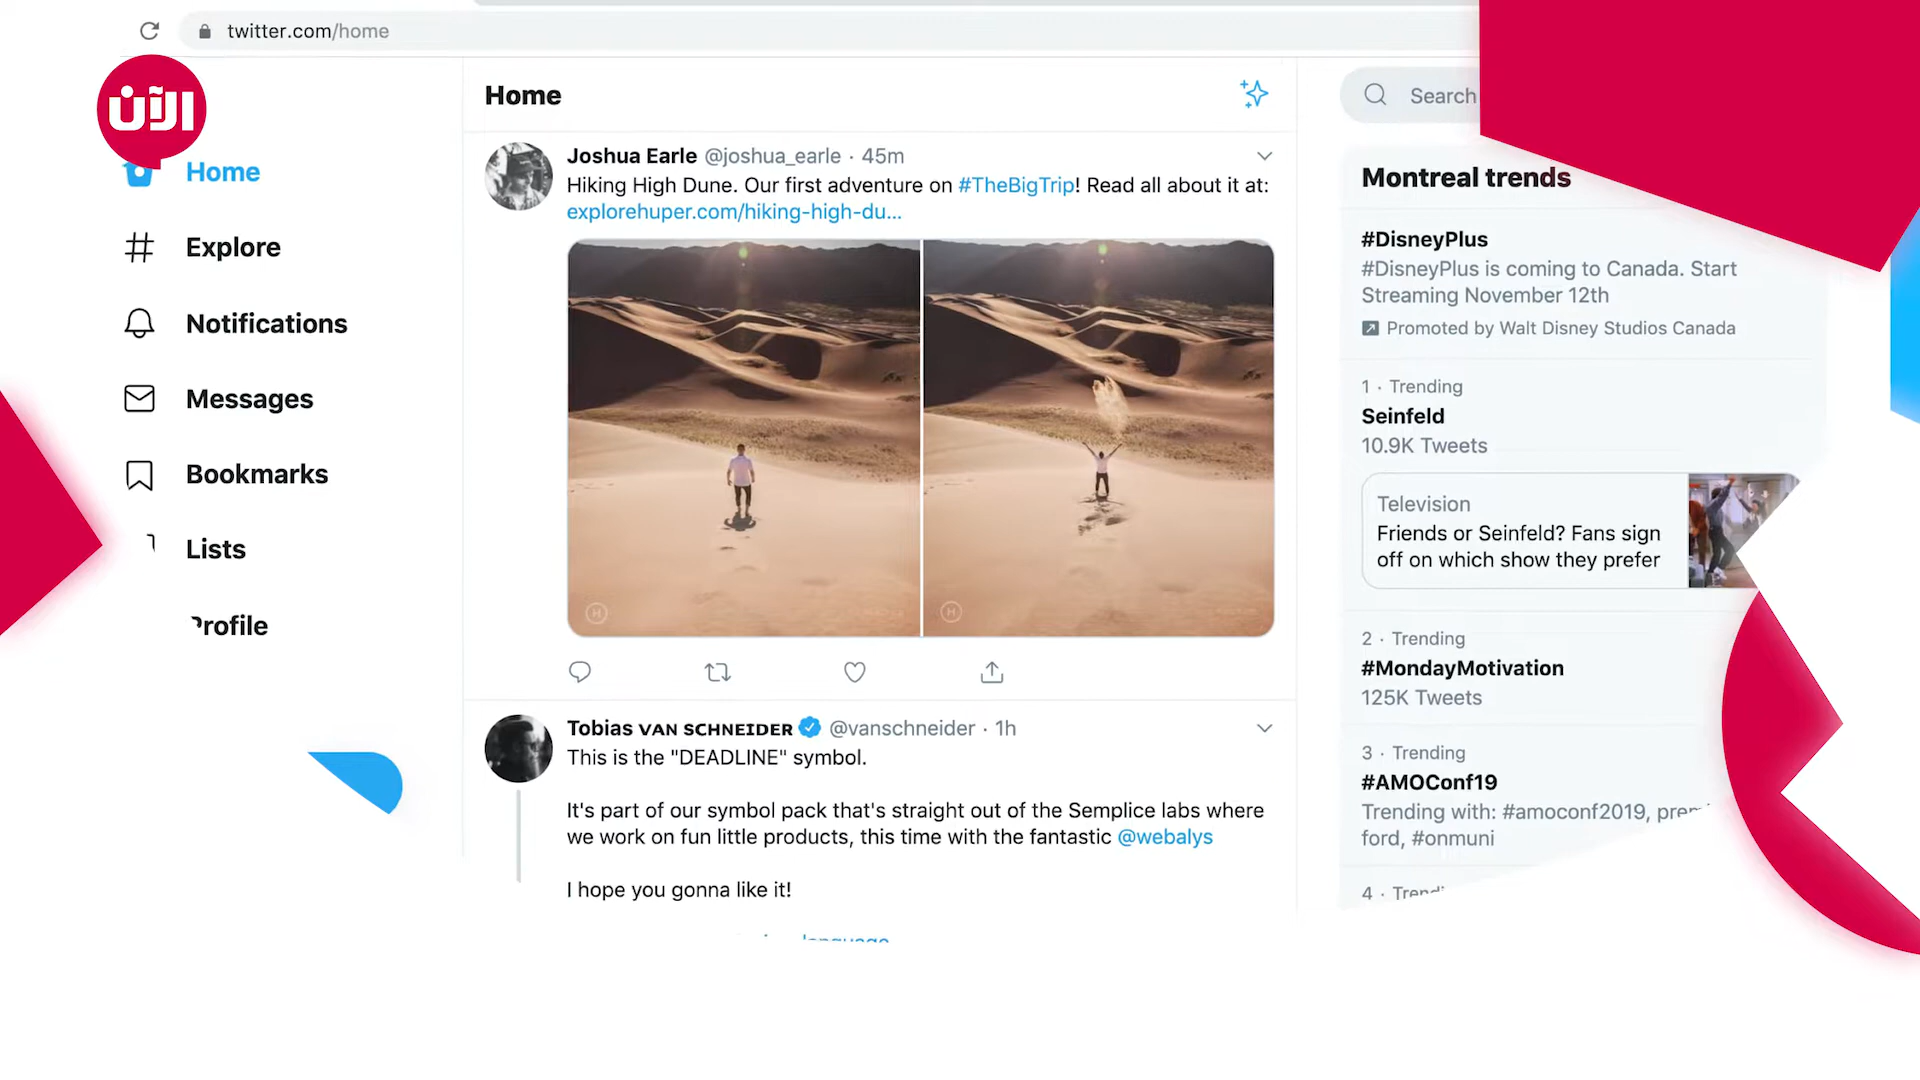 twitter.com/home
الآن
Home
Explore
Notifications
Messages
Bookmarks
Lists
Profile
Home
Joshua Earle @joshua_earle · 45m
Hiking High Dune. Our first adventure on #TheBigTrip! Read all about it at:
explorehuper.com/hiking-high-du...
Tobias VAN SCHNEIDER @vanschneider · 1h
This is the "DEADLINE" symbol.
It's part of our symbol pack that's straight out of the Semplice labs where
we work on fun little products, this time with the fantastic @webalys
I hope you gonna like it!
Search
Montreal trends
#DisneyPlus
#DisneyPlus is coming to Canada. Start
Streaming November 12th
Promoted by Walt Disney Studios Canada
1 · Trending
Seinfeld
10.9K Tweets
Television
Friends or Seinfeld? Fans sign
off on which show they prefer
2 · Trending
#MondayMotivation
125K Tweets
3 · Trending
#AMOConf19
Trending with: #amoconf2019,
ford, #onmuni
4 · Trending